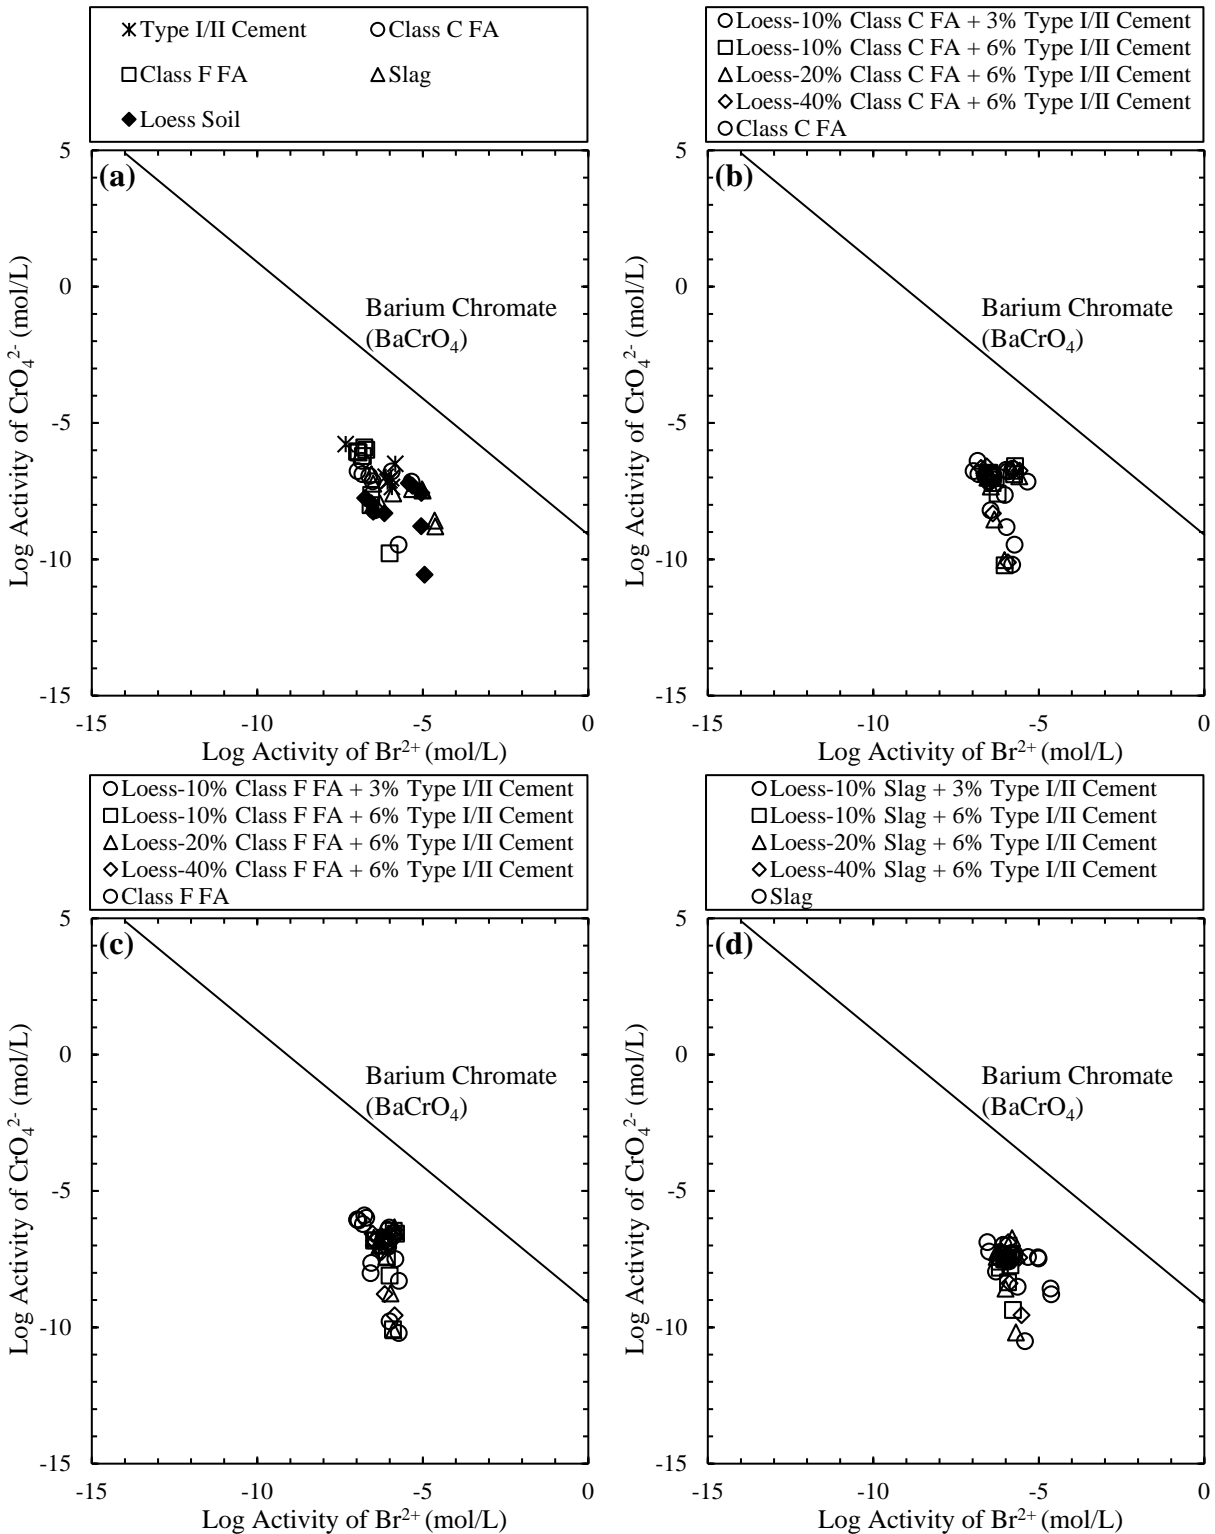 Type I/II Cement Class C FA
Class F FA Slag
Loess Soil
Loess-10% Class C FA + 3% Type I/II Cement
Loess-10% Class C FA + 6% Type I/II Cement
Loess-20% Class C FA + 6% Type I/II Cement
Loess-40% Class C FA + 6% Type I/II Cement
Class C FA
(a)
5
0
-5
-10
-15
-15 -10 -5 0
Log Activity of CrO₄²⁻ (mol/L)
Barium Chromate
(BaCrO₄)
Log Activity of Br²⁺ (mol/L)
(b)
5
0
-5
-10
-15
-15 -10 -5 0
Log Activity of CrO₄²⁻ (mol/L)
Barium Chromate
(BaCrO₄)
Log Activity of Br²⁺ (mol/L)
Loess-10% Class F FA + 3% Type I/II Cement
Loess-10% Class F FA + 6% Type I/II Cement
Loess-20% Class F FA + 6% Type I/II Cement
Loess-40% Class F FA + 6% Type I/II Cement
Class F FA
Loess-10% Slag + 3% Type I/II Cement
Loess-10% Slag + 6% Type I/II Cement
Loess-20% Slag + 6% Type I/II Cement
Loess-40% Slag + 6% Type I/II Cement
Slag
(c)
5
0
-5
-10
-15
-15 -10 -5 0
Log Activity of CrO₄²⁻ (mol/L)
Barium Chromate
(BaCrO₄)
Log Activity of Br²⁺ (mol/L)
(d)
5
0
-5
-10
-15
-15 -10 -5 0
Log Activity of CrO₄²⁻ (mol/L)
Barium Chromate
(BaCrO₄)
Log Activity of Br²⁺ (mol/L)